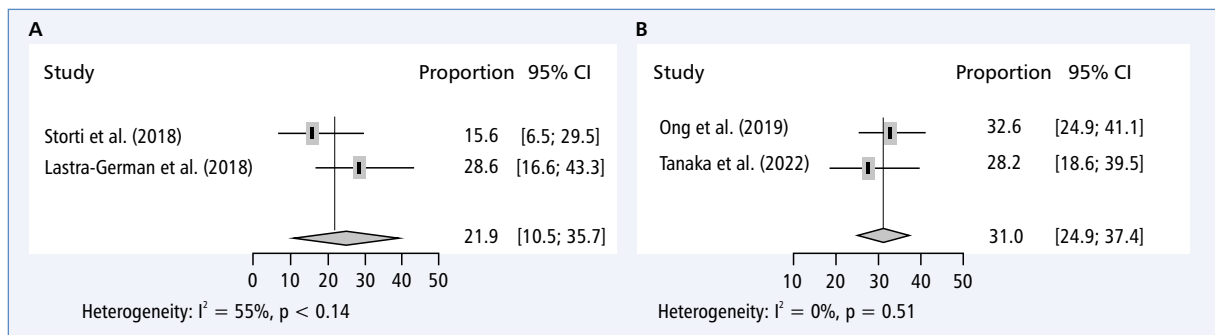 A
Study Proportion 95% CI
Storti et al. (2018) 15.6 [6.5; 29.5]
Lastra-German et al. (2018) 28.6 [16.6; 43.3]
21.9 [10.5; 35.7]
0 10 20 30 40 50
Heterogeneity: I² = 55%, p < 0.14
B
Study Proportion 95% CI
Ong et al. (2019) 32.6 [24.9; 41.1]
Tanaka et al. (2022) 28.2 [18.6; 39.5]
31.0 [24.9; 37.4]
10 20 30 40 50
Heterogeneity: I² = 0%, p = 0.51